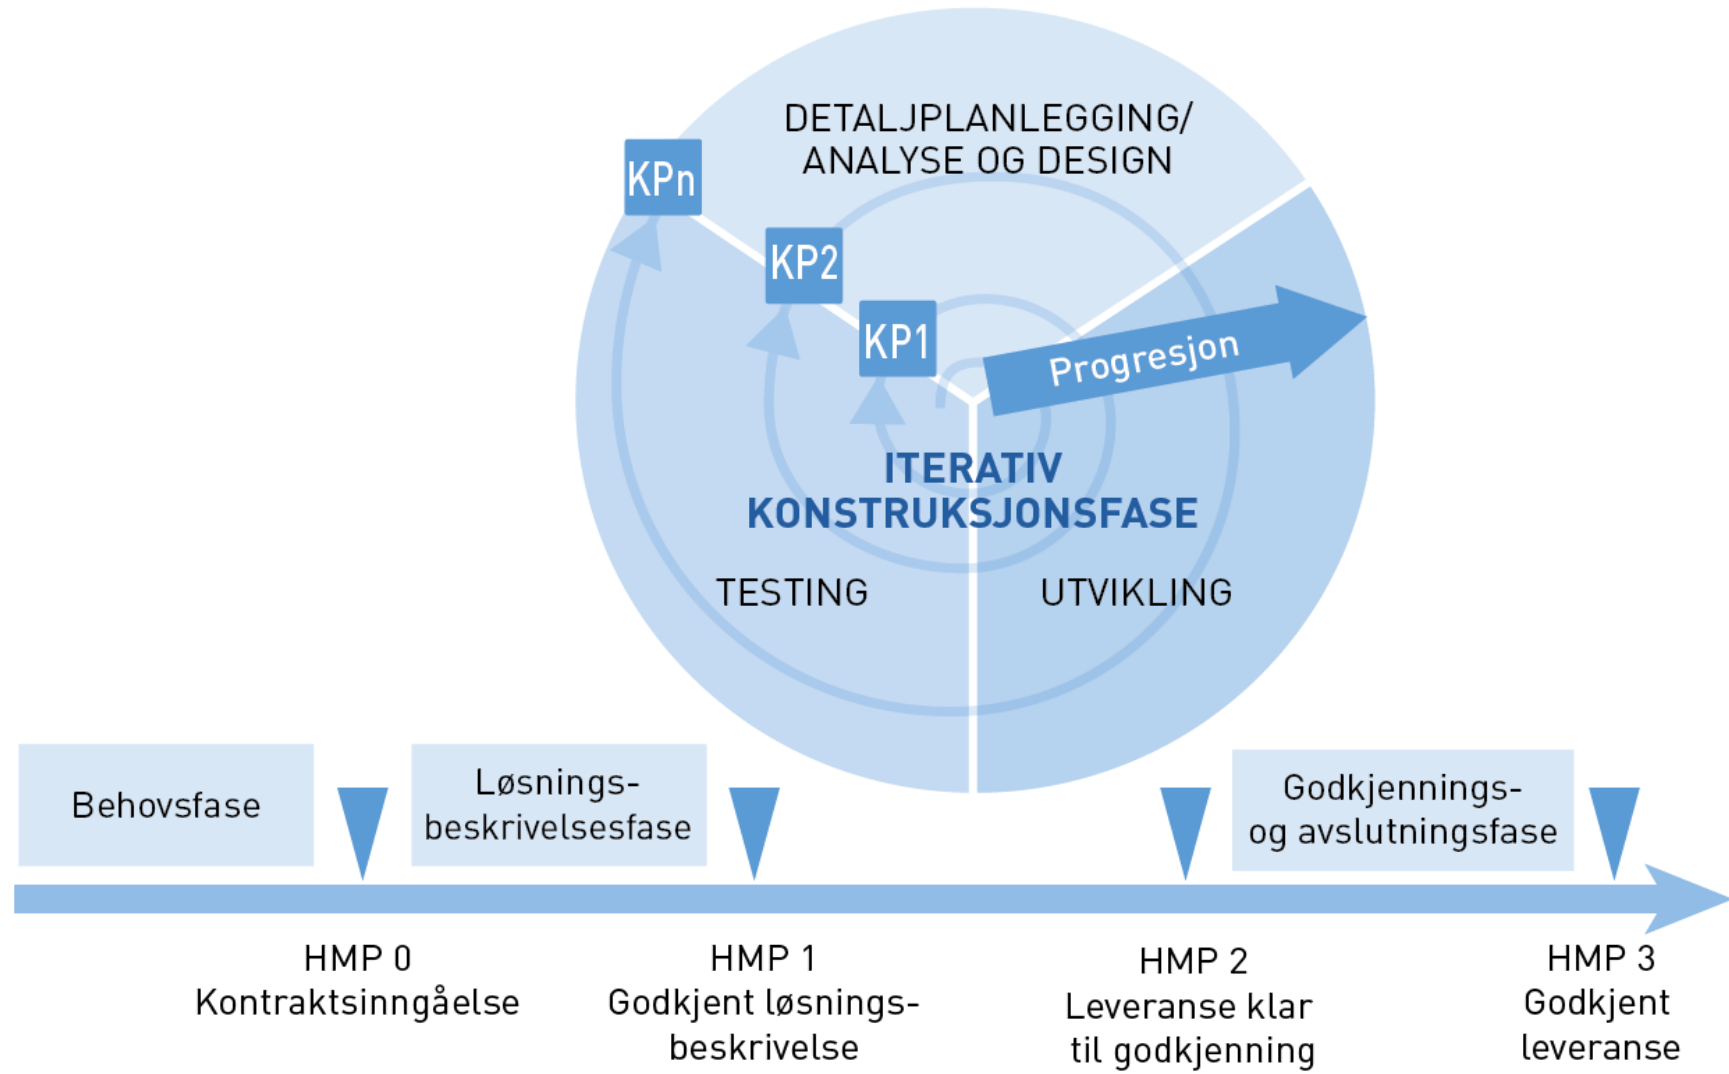 DETALJPLANLEGGING/
ANALYSE OG DESIGN
KPn
KP2
KP1
Progresjon
ITERATIV
KONSTRUKSJONSFASE
TESTING
UTVIKLING
Behovsfase
Løsnings-
beskrivelsesfase
Godkjennings-
og avslutningsfase
HMP 0
Kontraktsinngåelse
HMP 1
Godkjent løsnings-
beskrivelse
HMP 2
Leveranse klar
til godkjenning
HMP 3
Godkjent
leveranse